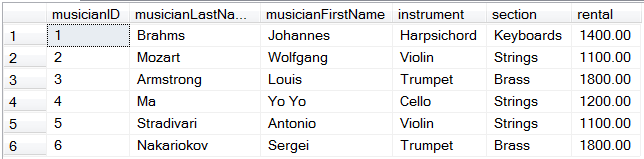 musicianID musicianLastNa... musicianFirstName instrument section rental
1 1 Brahms Johannes Harpsichord Keyboards 1400.00
2 2 Mozart Wolfgang Violin Strings 1100.00
3 3 Armstrong Louis Trumpet Brass 1800.00
4 4 Ma Yo Yo Cello Strings 1200.00
5 5 Stradivari Antonio Violin Strings 1100.00
6 6 Nakariokov Sergei Trumpet Brass 1800.00